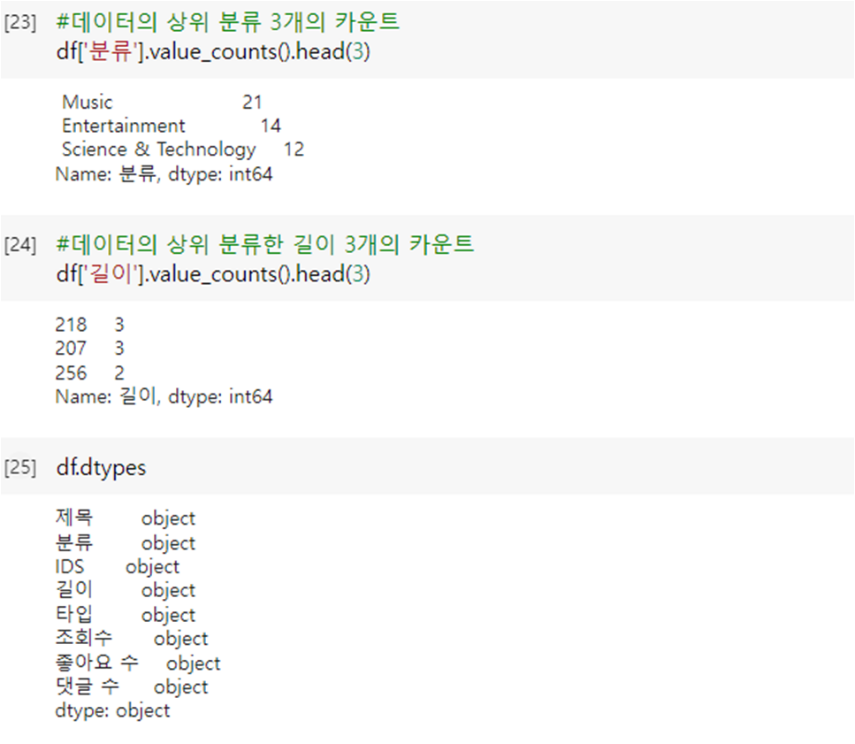 [23] #데이터의 상위 분류 3개의 카운트
df['분류'].value_counts().head(3)
Music 21
Entertainment 14
Science & Technology 12
Name: 분류, dtype: int64
[24] #데이터의 상위 분류한 길이 3개의 카운트
df['길이'].value_counts().head(3)
218 3
207 3
256 2
Name: 길이, dtype: int64
[25] df.dtypes
제목 object
분류 object
IDS object
길이 object
타입 object
조회수 object
좋아요 수 object
댓글 수 object
dtype: object